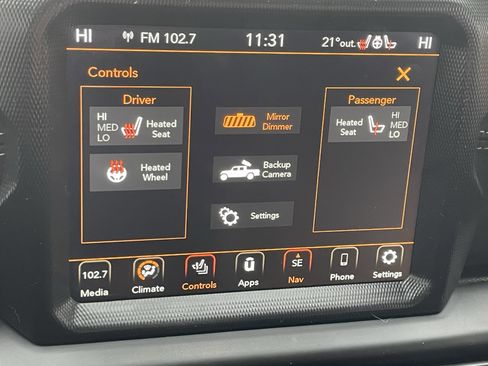 HI FM 102.7 11:31 21° out. HI
Controls
Driver
HI
MED
LO
Heated
Seat
Heated
Wheel
Mirror
Dimmer
Backup
Camera
Settings
Passenger
Heated
Seat
HI
MED
LO
102.7
Media
Climate
Controls
Apps
SE
Nav
Phone
Settings